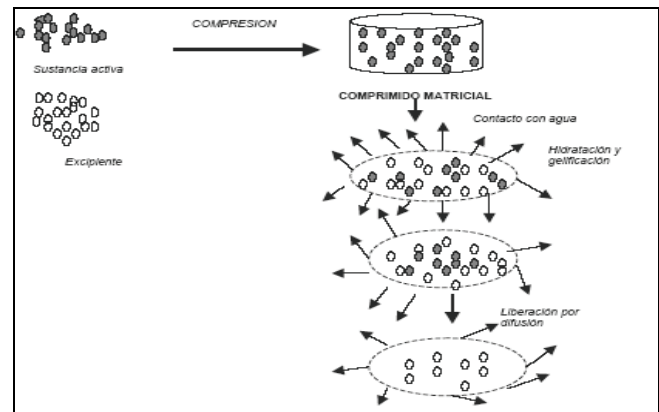 COMPRESION
Sustancia activa
COMPRIMIDO MATRICIAL
Contacto con agua
Hidratación y
gelificación
Excipiente
Liberación por
difusión